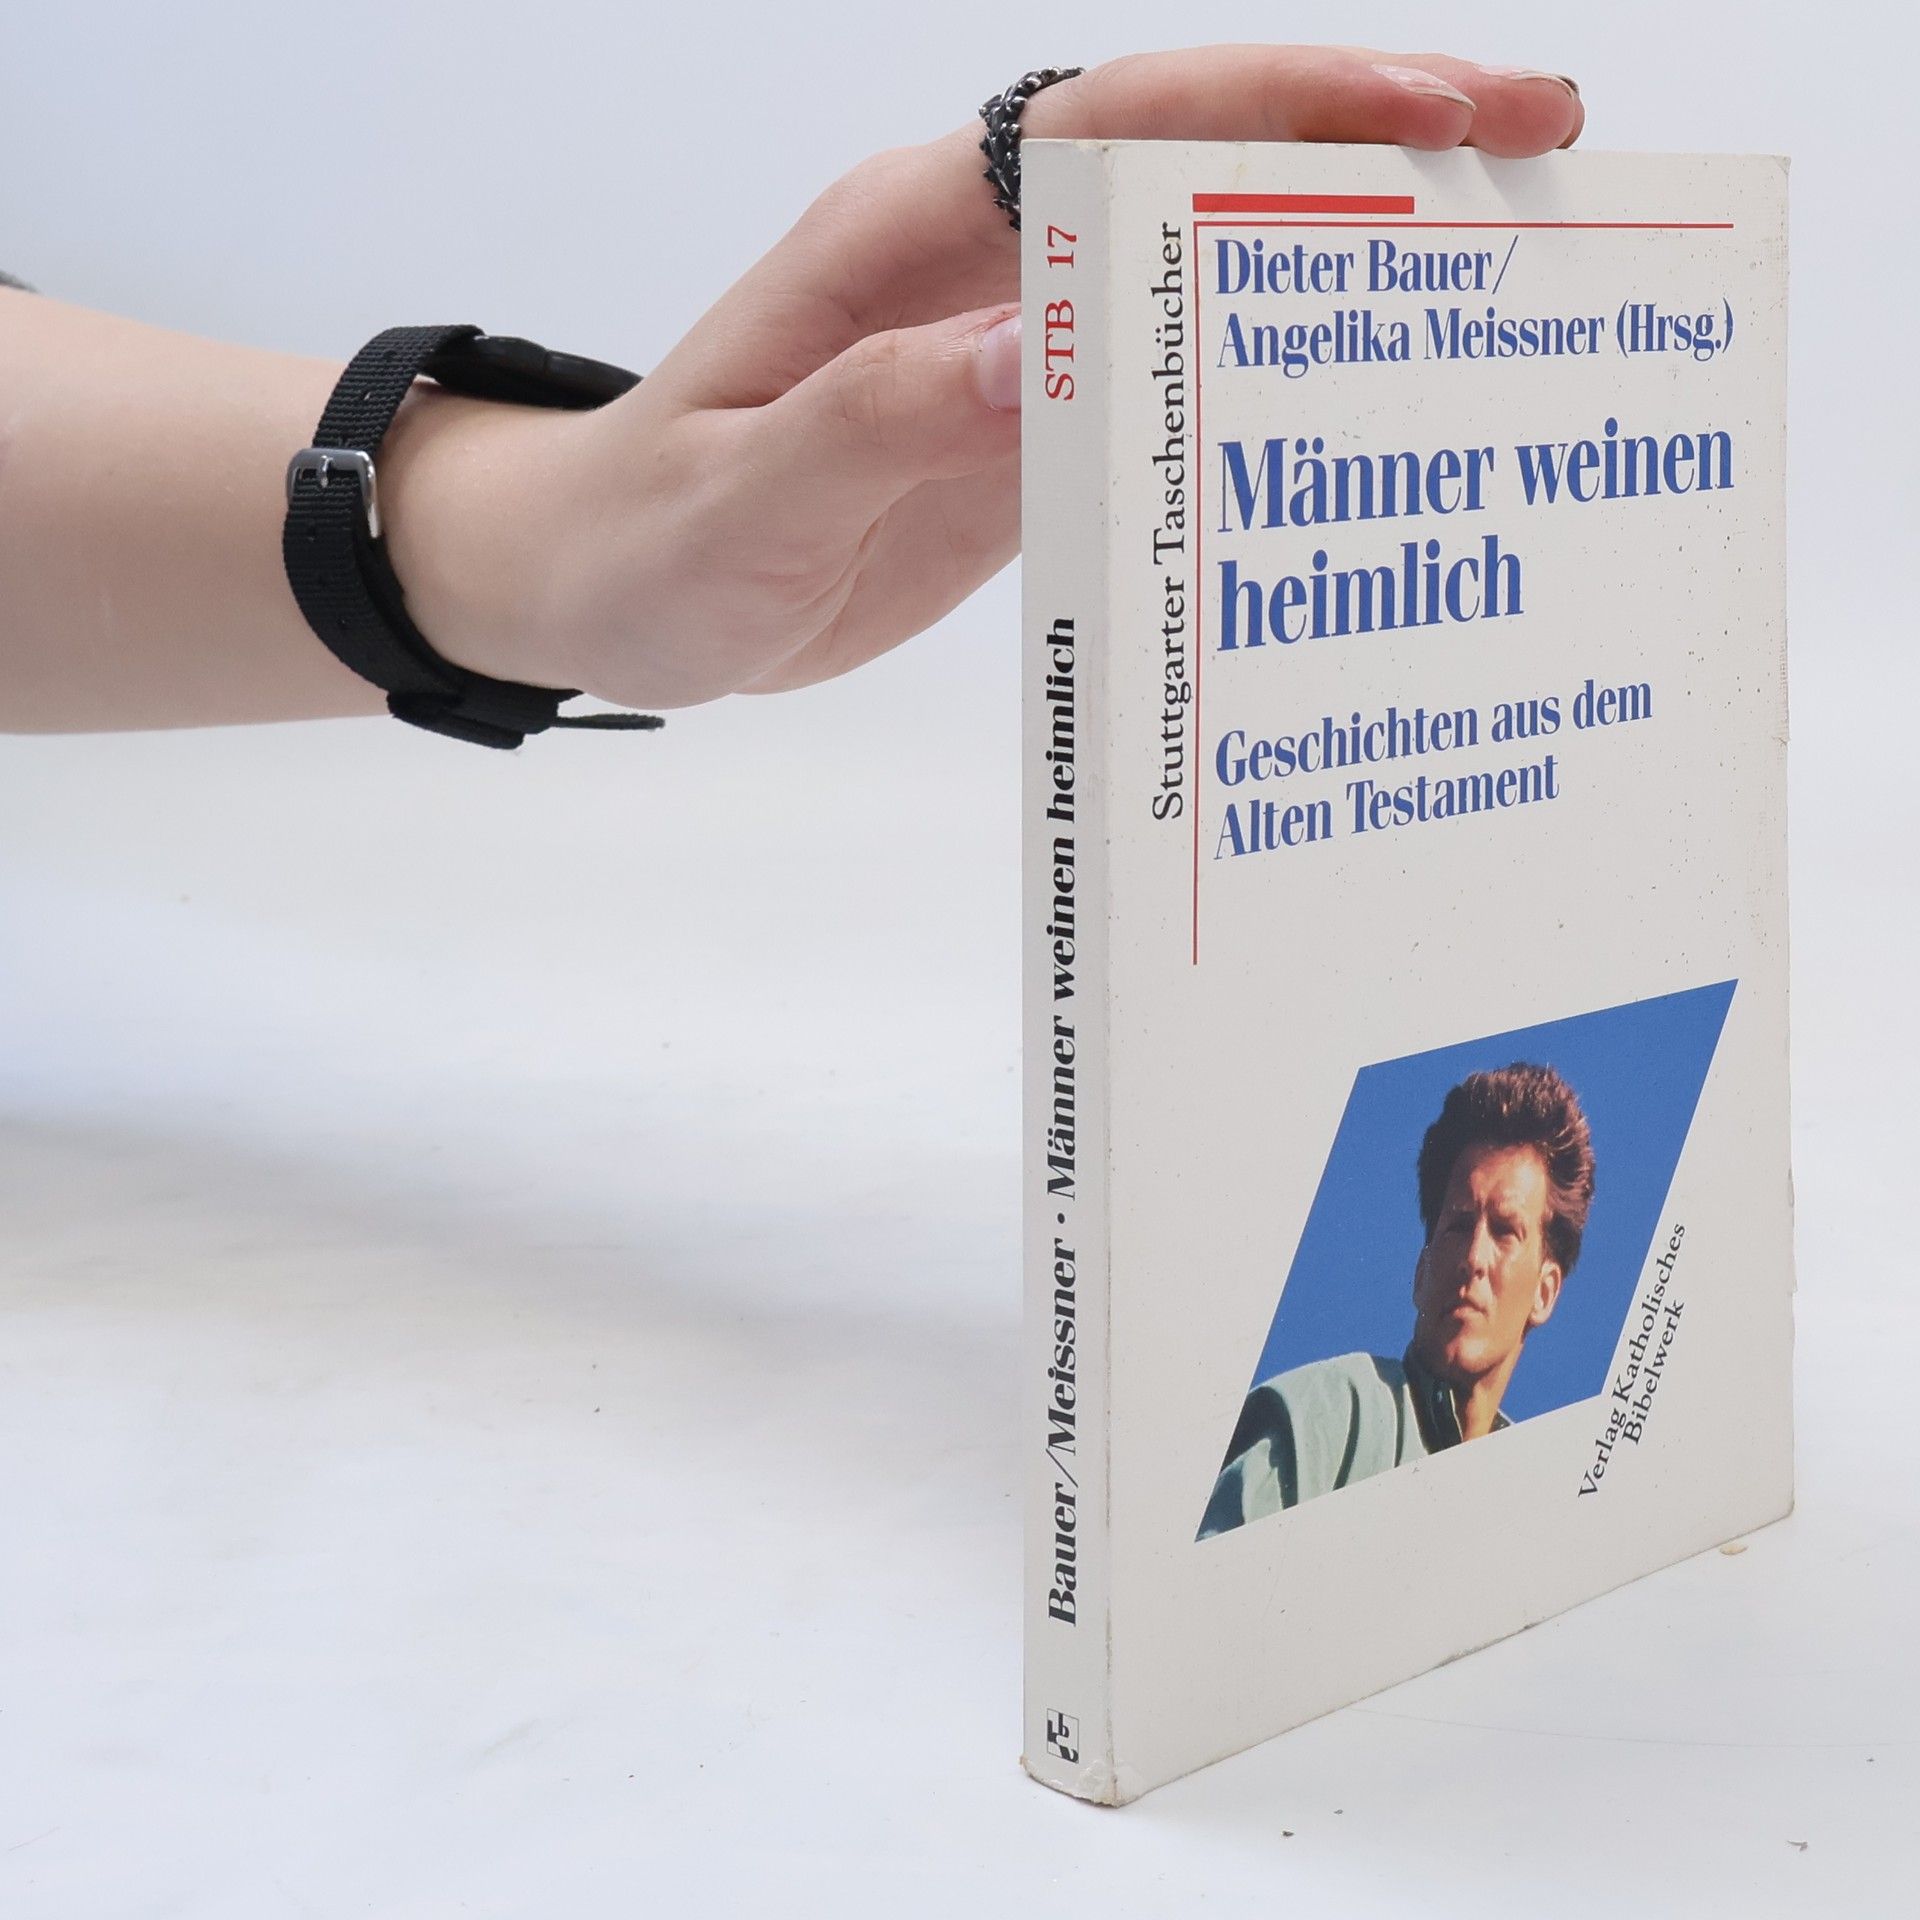 STB 17
Bauer/Meissner · Männer weinen heimlich
Stuttgarter Taschenbücher
Dieter Bauer/
Angelika Meissner (Hrsg.)
Männer weinen
heimlich
Geschichten aus dem
Alten Testament
Verlag Katholisches
Bibelwerk